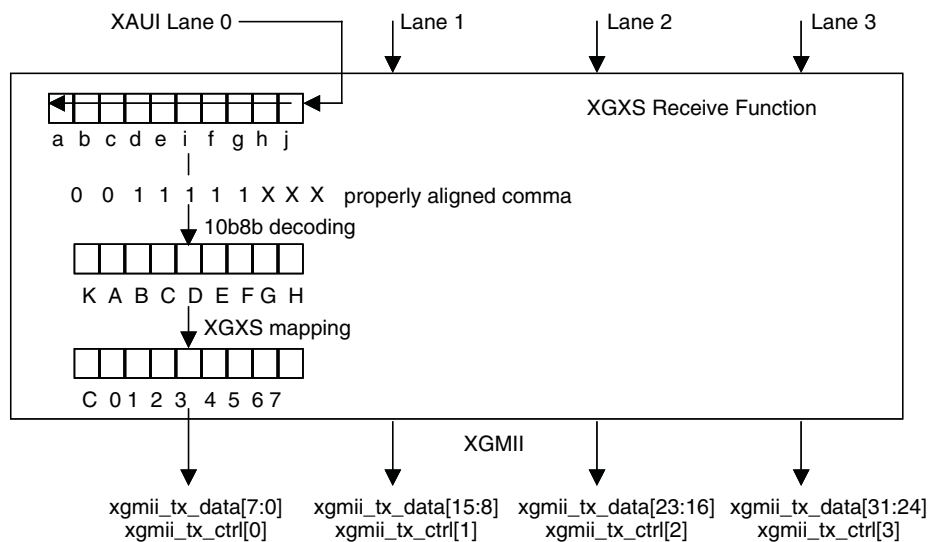 XAUI Lane 0 Lane 1 Lane 2 Lane 3
XGXS Receive Function
a b c d e i f g h j
0 0 1 1 1 1 1 X X X properly aligned comma
10b8b decoding
K A B C D E F G H
XGXS mapping
C 0 1 2 3 4 5 6 7
XGMII
xgmii_tx_data[7:0] xgmii_tx_data[15:8] xgmii_tx_data[23:16] xgmii_tx_data[31:24]
xgmii_tx_ctrl[0] xgmii_tx_ctrl[1] xgmii_tx_ctrl[2] xgmii_tx_ctrl[3]